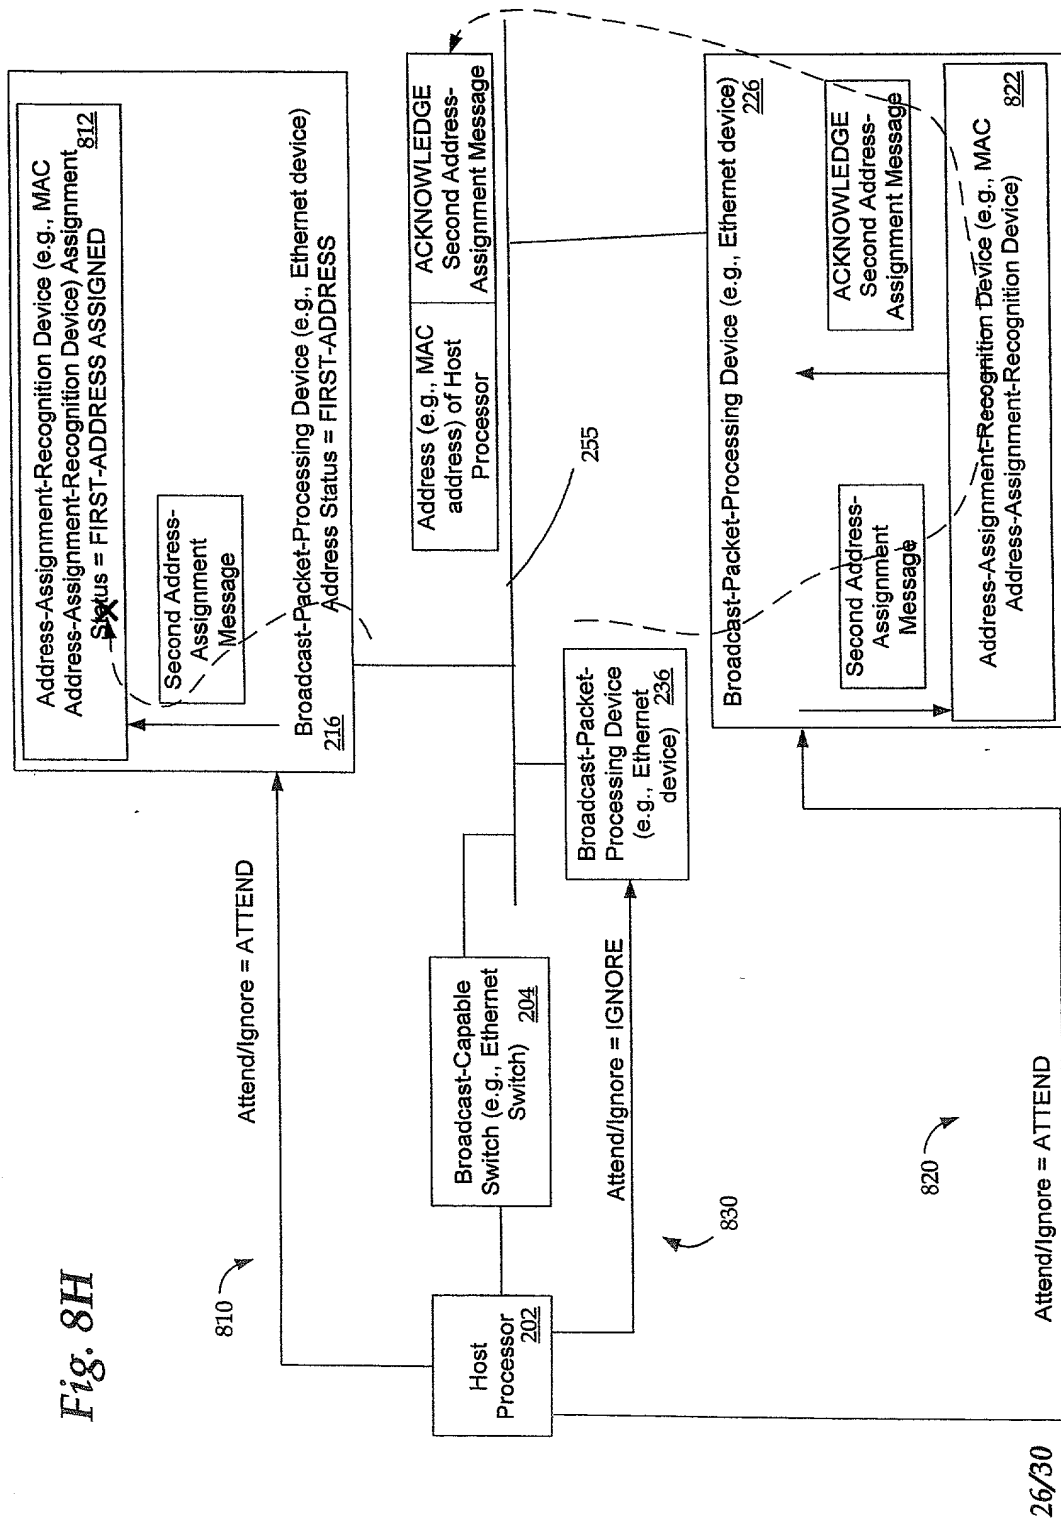 Fig. 8H
810
Attend/Ignore = ATTEND
Address-Assignment-Recognition Device (e.g., MAC
Address-Assignment-Recognition Device) Assignment
Status = FIRST-ADDRESS ASSIGNED
812
Second Address-
Assignment
Message
Broadcast-Packet-Processing Device (e.g., Ethernet device)
216
Address Status = FIRST-ADDRESS
Host
Processor
202
Broadcast-Capable
Switch (e.g., Ethernet
Switch)
204
Address (e.g., MAC
address) of Host
Processor
ACKNOWLEDGE
Second Address-
Assignment Message
255
Attend/Ignore = IGNORE
830
Broadcast-Packet-
Processing Device
(e.g., Ethernet
device)
236
Broadcast-Packet-Processing Device (e.g., Ethernet device)
226
Second Address-
Assignment
Message
ACKNOWLEDGE
Second Address-
Assignment Message
Address-Assignment-Recognition Device (e.g., MAC
Address-Assignment-Recognition Device)
822
820
Attend/Ignore = ATTEND
26/30